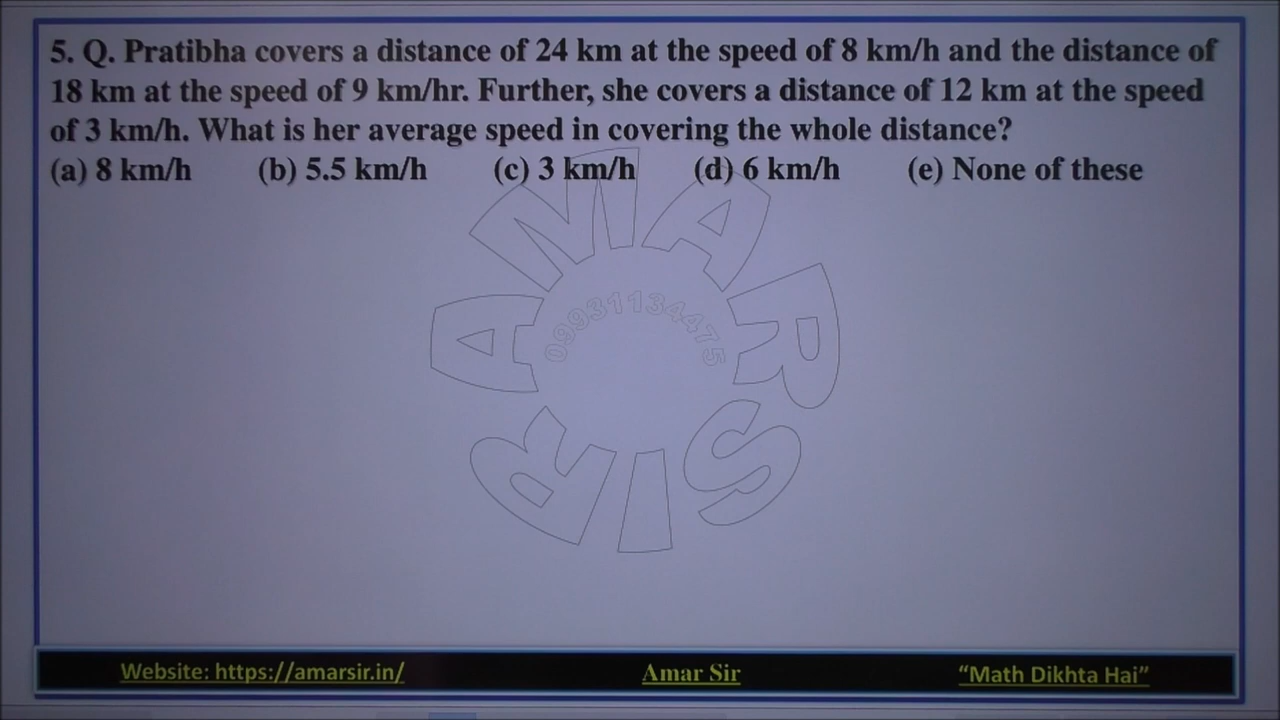 5. Q. Pratibha covers a distance of 24 km at the speed of 8 km/h and the distance of
18 km at the speed of 9 km/hr. Further, she covers a distance of 12 km at the speed
of 3 km/h. What is her average speed in covering the whole distance?
(a) 8 km/h (b) 5.5 km/h (c) 3 km/h (d) 6 km/h (e) None of these
AMAR SIR
09931134475
Website: https://amarsir.in/ Amar Sir “Math Dikhta Hai”